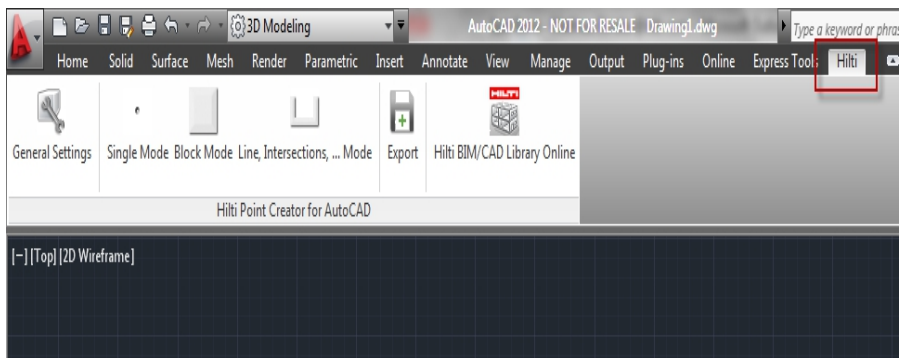 3D Modeling AutoCAD 2012 - NOT FOR RESALE Drawing1.dwg Type a keyword or phras
Home Solid Surface Mesh Render Parametric Insert Annotate View Manage Output Plug-ins Online Express Tools Hilti
HILTI
General Settings Single Mode Block Mode Line, Intersections, ... Mode Export Hilti BIM/CAD Library Online
Hilti Point Creator for AutoCAD
[−] [Top] [2D Wireframe]